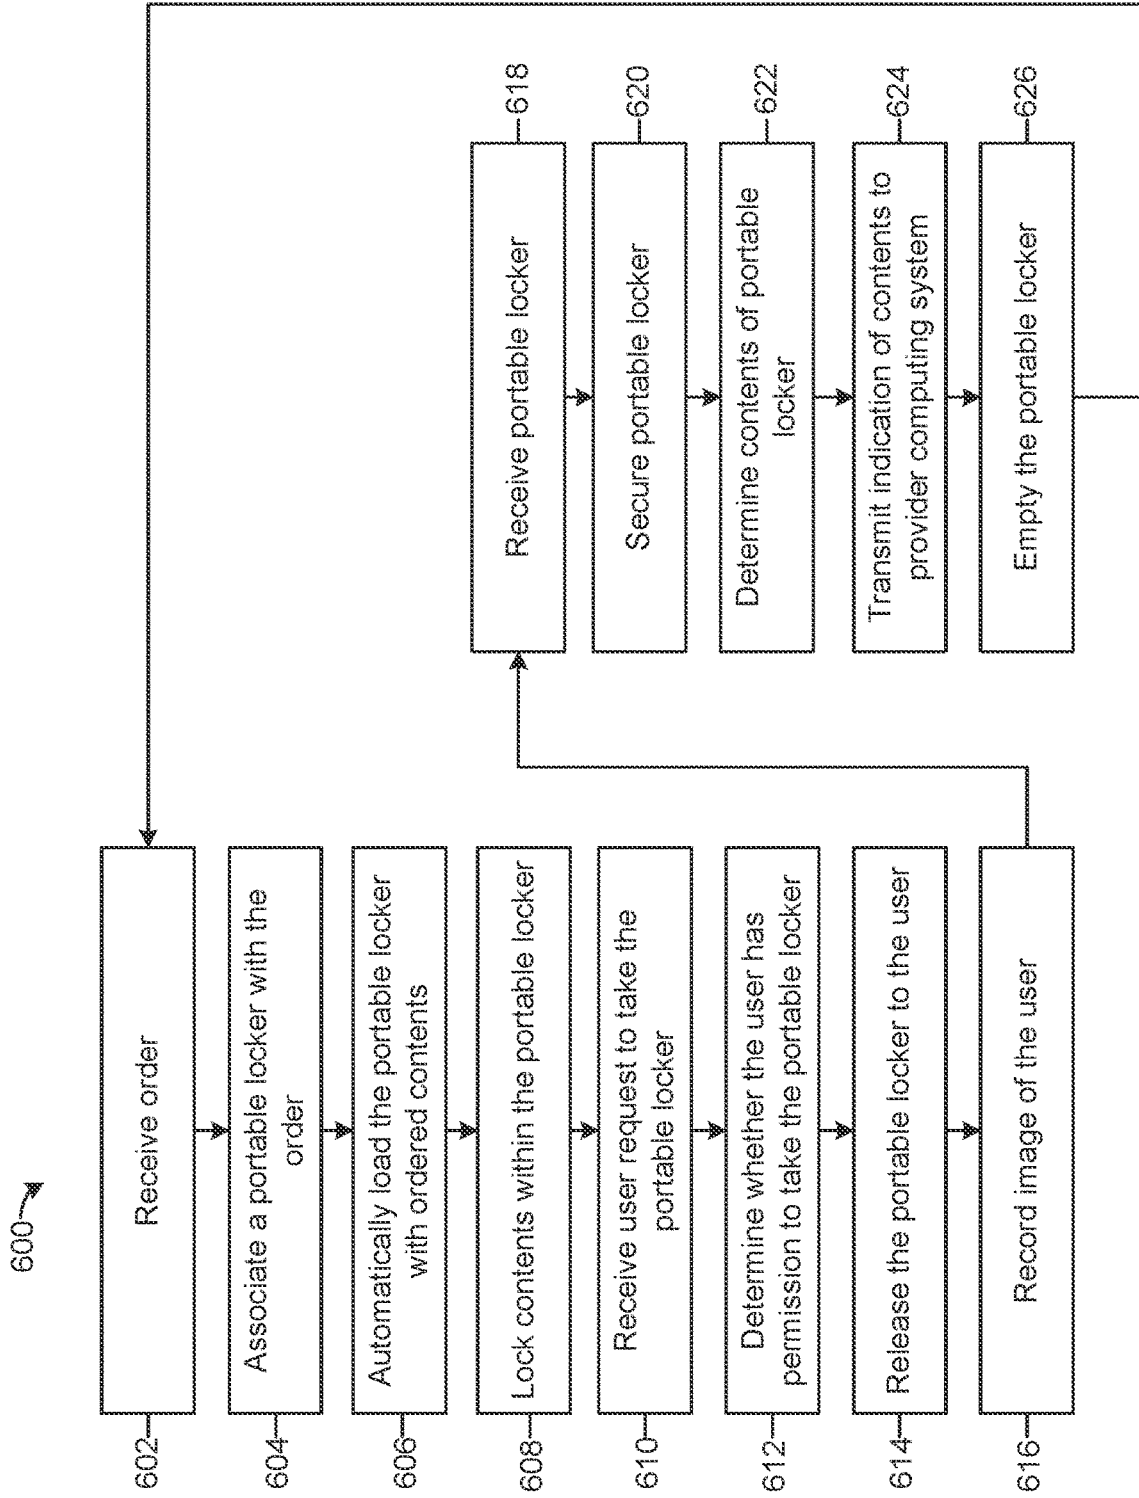 600
602
Receive order
604
Associate a portable locker with the
order
606
Automatically load the portable locker
with ordered contents
608
Lock contents within the portable locker
610
Receive user request to take the
portable locker
612
Determine whether the user has
permission to take the portable locker
614
Release the portable locker to the user
616
Record image of the user
Receive portable locker
618
Secure portable locker
620
Determine contents of portable
locker
622
Transmit indication of contents to
provider computing system
624
Empty the portable locker
626